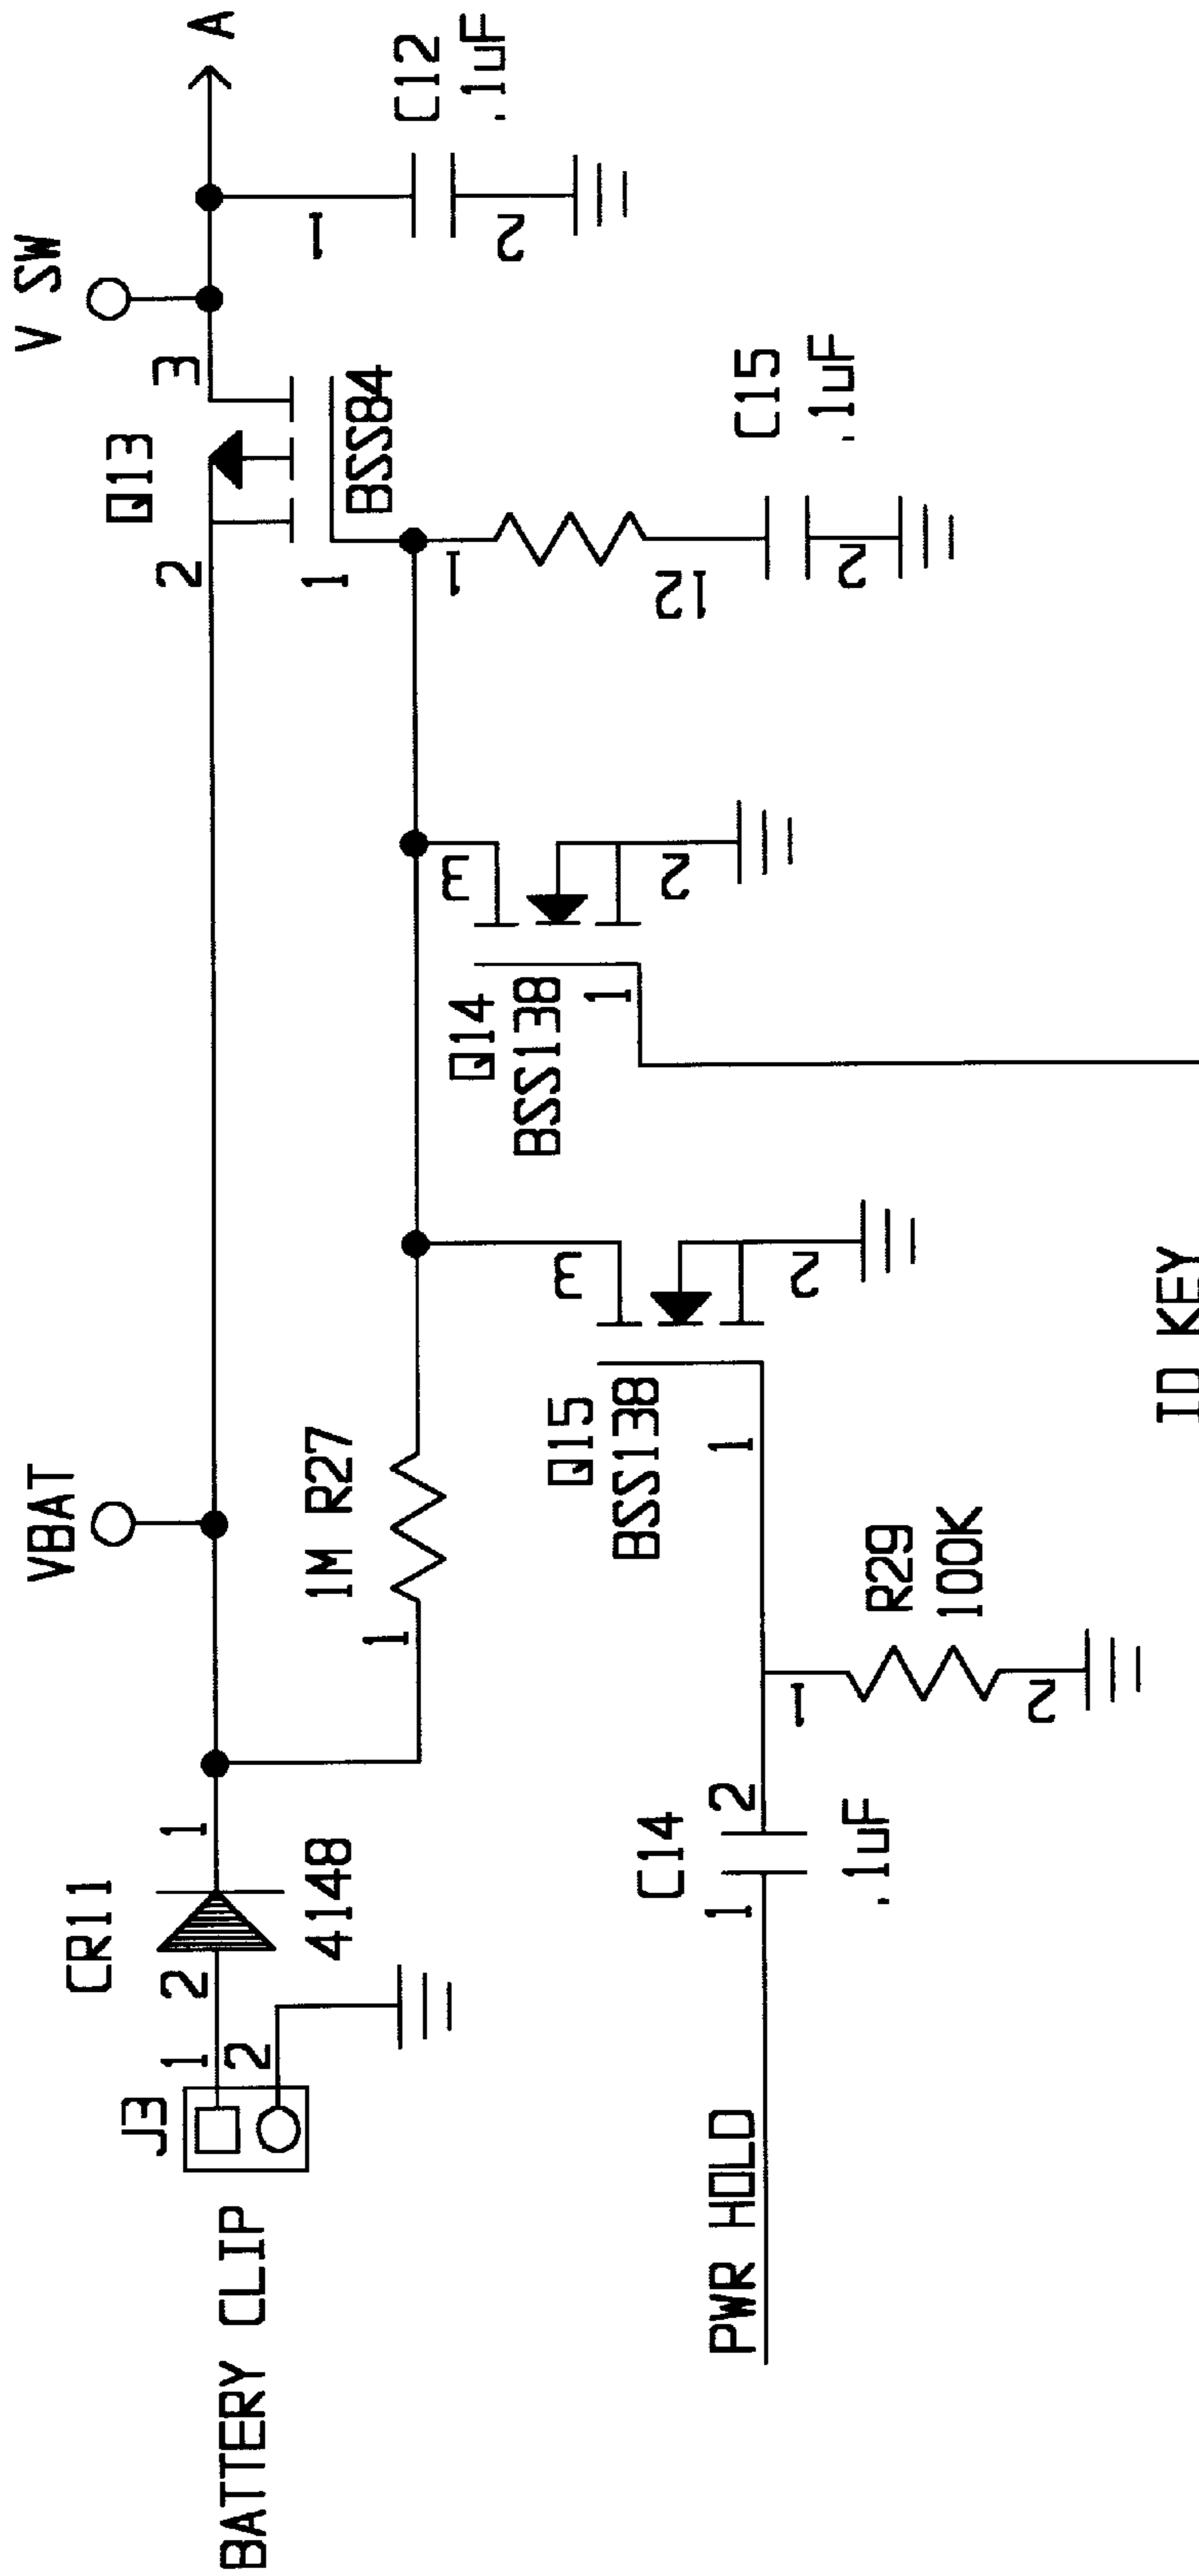 BATTERY CLIP
J3
1
2
CR11
2
1
4148
VBAT
1M R27
1
Q13
2
3
1
BSS84
V SW
A
1
C12
.1uF
2
1
12
C15
.1uF
2
Q14
BSS138
3
1
2
Q15
BSS138
3
1
2
PWR HOLD
C14
1
2
.1uF
1
R29
100K
2
ID KEY